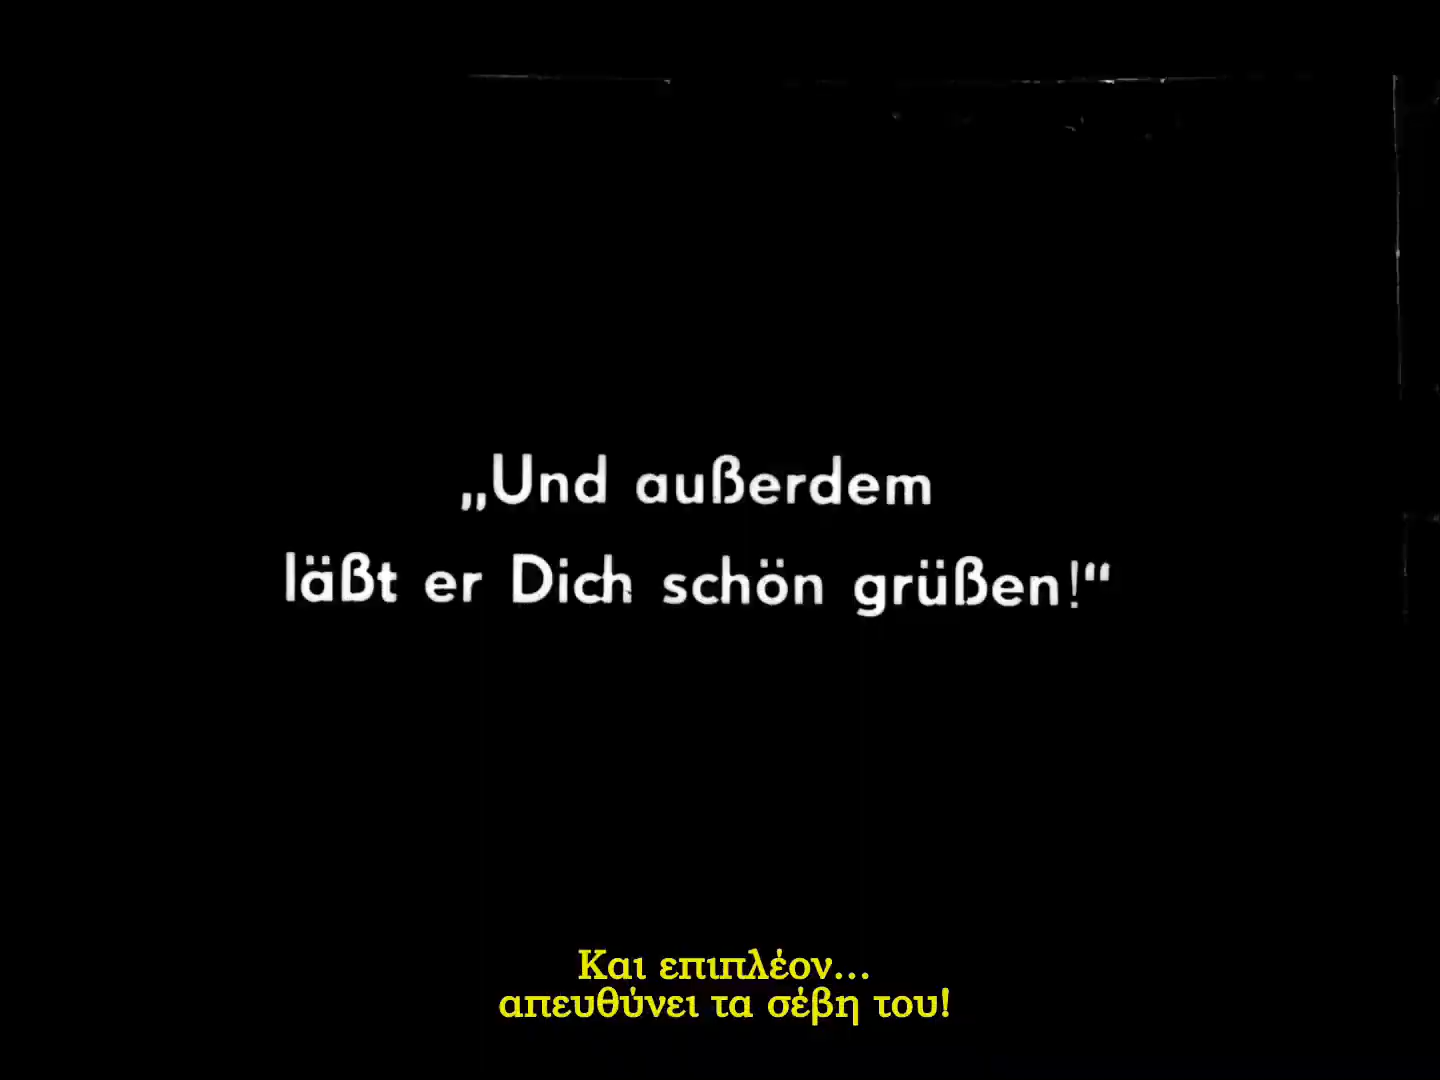 „Und außerdem
läßt er Dich schön grüßen!“
Και επιπλέον...
απευθύνει τα σέβη του!